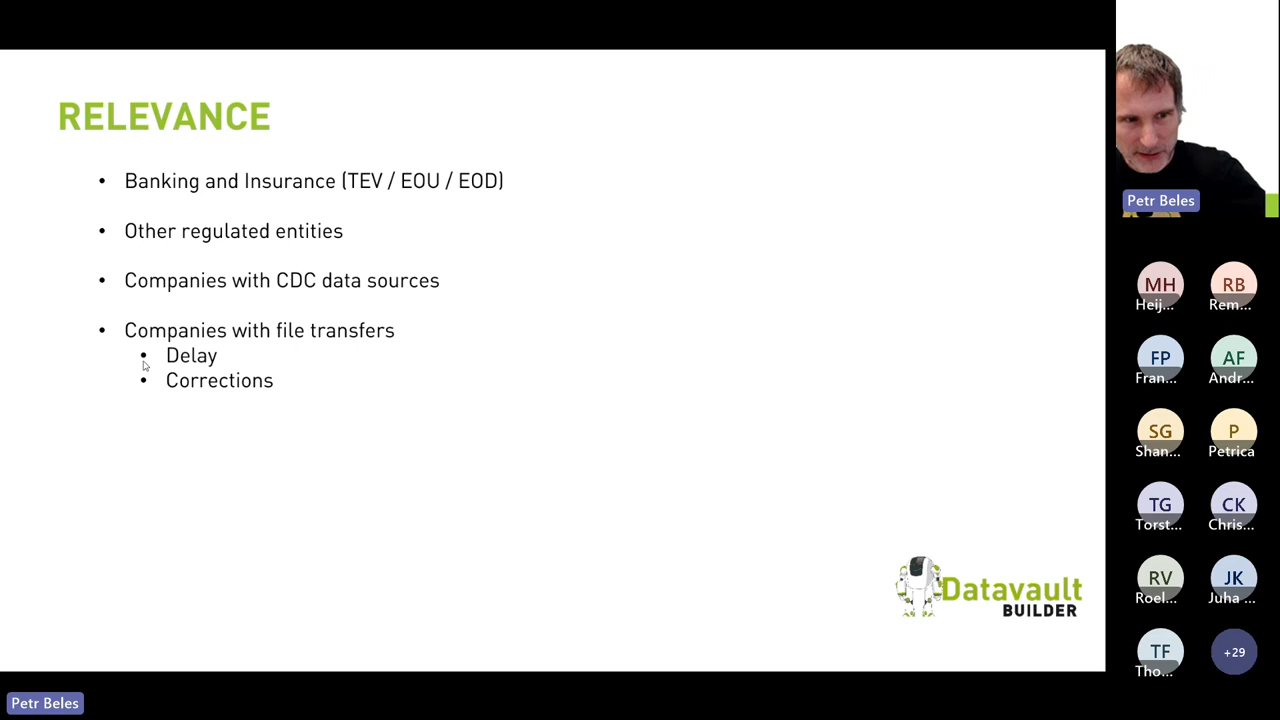 RELEVANCE
• Banking and Insurance (TEV / EOU / EOD)
• Other regulated entities
• Companies with CDC data sources
• Companies with file transfers
• Delay
• Corrections
Datavault
BUILDER
Petr Beles
MH
Heij...
RB
Rem...
FP
Fran...
AF
Andr...
SG
Shan...
P
Petrica
TG
Torst...
CK
Chris...
RV
Roel...
JK
Juha ...
TF
Tho...
+29
Petr Beles